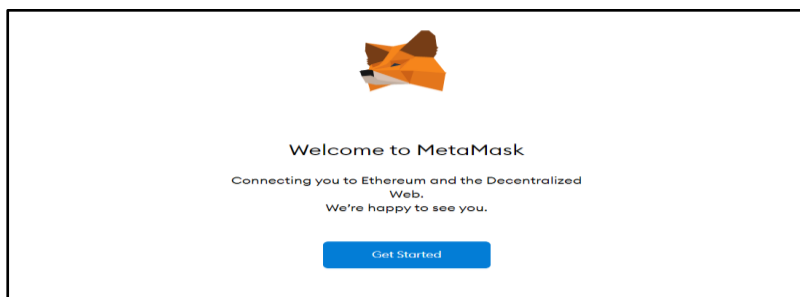 Welcome to MetaMask
Connecting you to Ethereum and the Decentralized
Web.
We're happy to see you.
Get Started